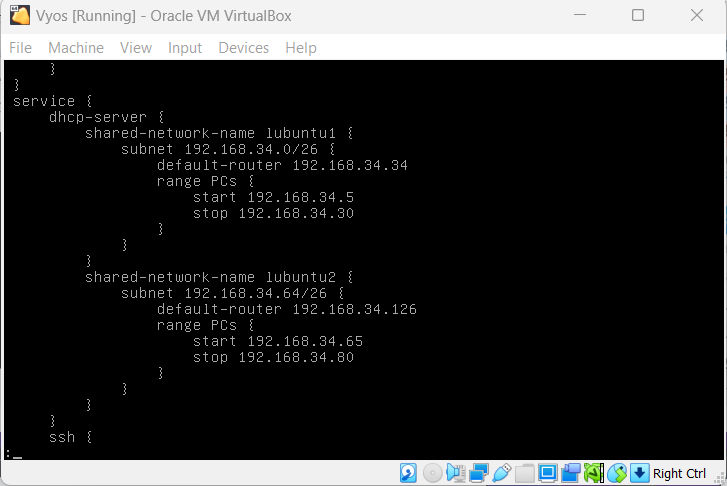 Vyos [Running] - Oracle VM VirtualBox
File Machine View Input Devices Help
    }
}
service {
    dhcp-server {
        shared-network-name lubuntu1 {
            subnet 192.168.34.0/26 {
                default-router 192.168.34.34
                range PCs {
                    start 192.168.34.5
                    stop 192.168.34.30
                }
            }
        }
        shared-network-name lubuntu2 {
            subnet 192.168.34.64/26 {
                default-router 192.168.34.126
                range PCs {
                    start 192.168.34.65
                    stop 192.168.34.80
                }
            }
        }
    }
    ssh {
:_
Right Ctrl